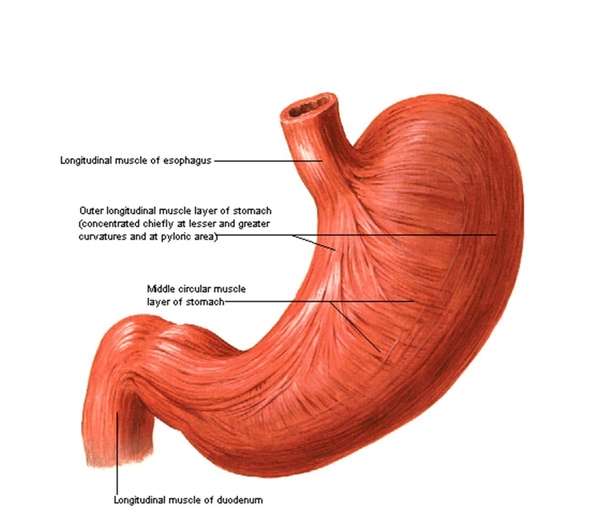 Longitudinal muscle of esophagus
Outer longitudinal muscle layer of stomach
(concentrated chiefly at lesser and greater
curvatures and at pyloric area)
Middle circular muscle
layer of stomach
Longitudinal muscle of duodenum